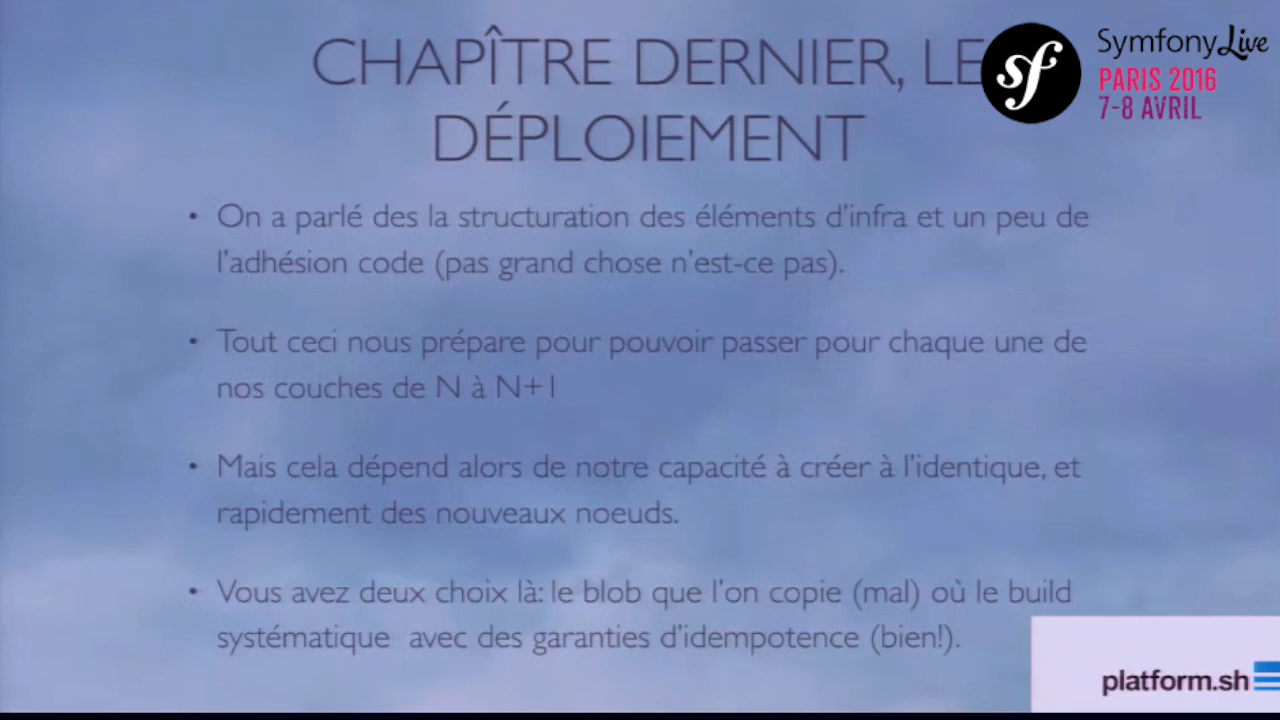 CHAPÎTRE DERNIER, LE
DÉPLOIEMENT
sf
SymfonyLive
PARIS 2016
7-8 AVRIL
• On a parlé des la structuration des éléments d'infra et un peu de
l'adhésion code (pas grand chose n'est-ce pas).
• Tout ceci nous prépare pour pouvoir passer pour chaque une de
nos couches de N à N+1
• Mais cela dépend alors de notre capacité à créer à l'identique, et
rapidement des nouveaux noeuds.
• Vous avez deux choix là: le blob que l'on copie (mal) où le build
systématique avec des garanties d'idempotence (bien!).
platform.sh